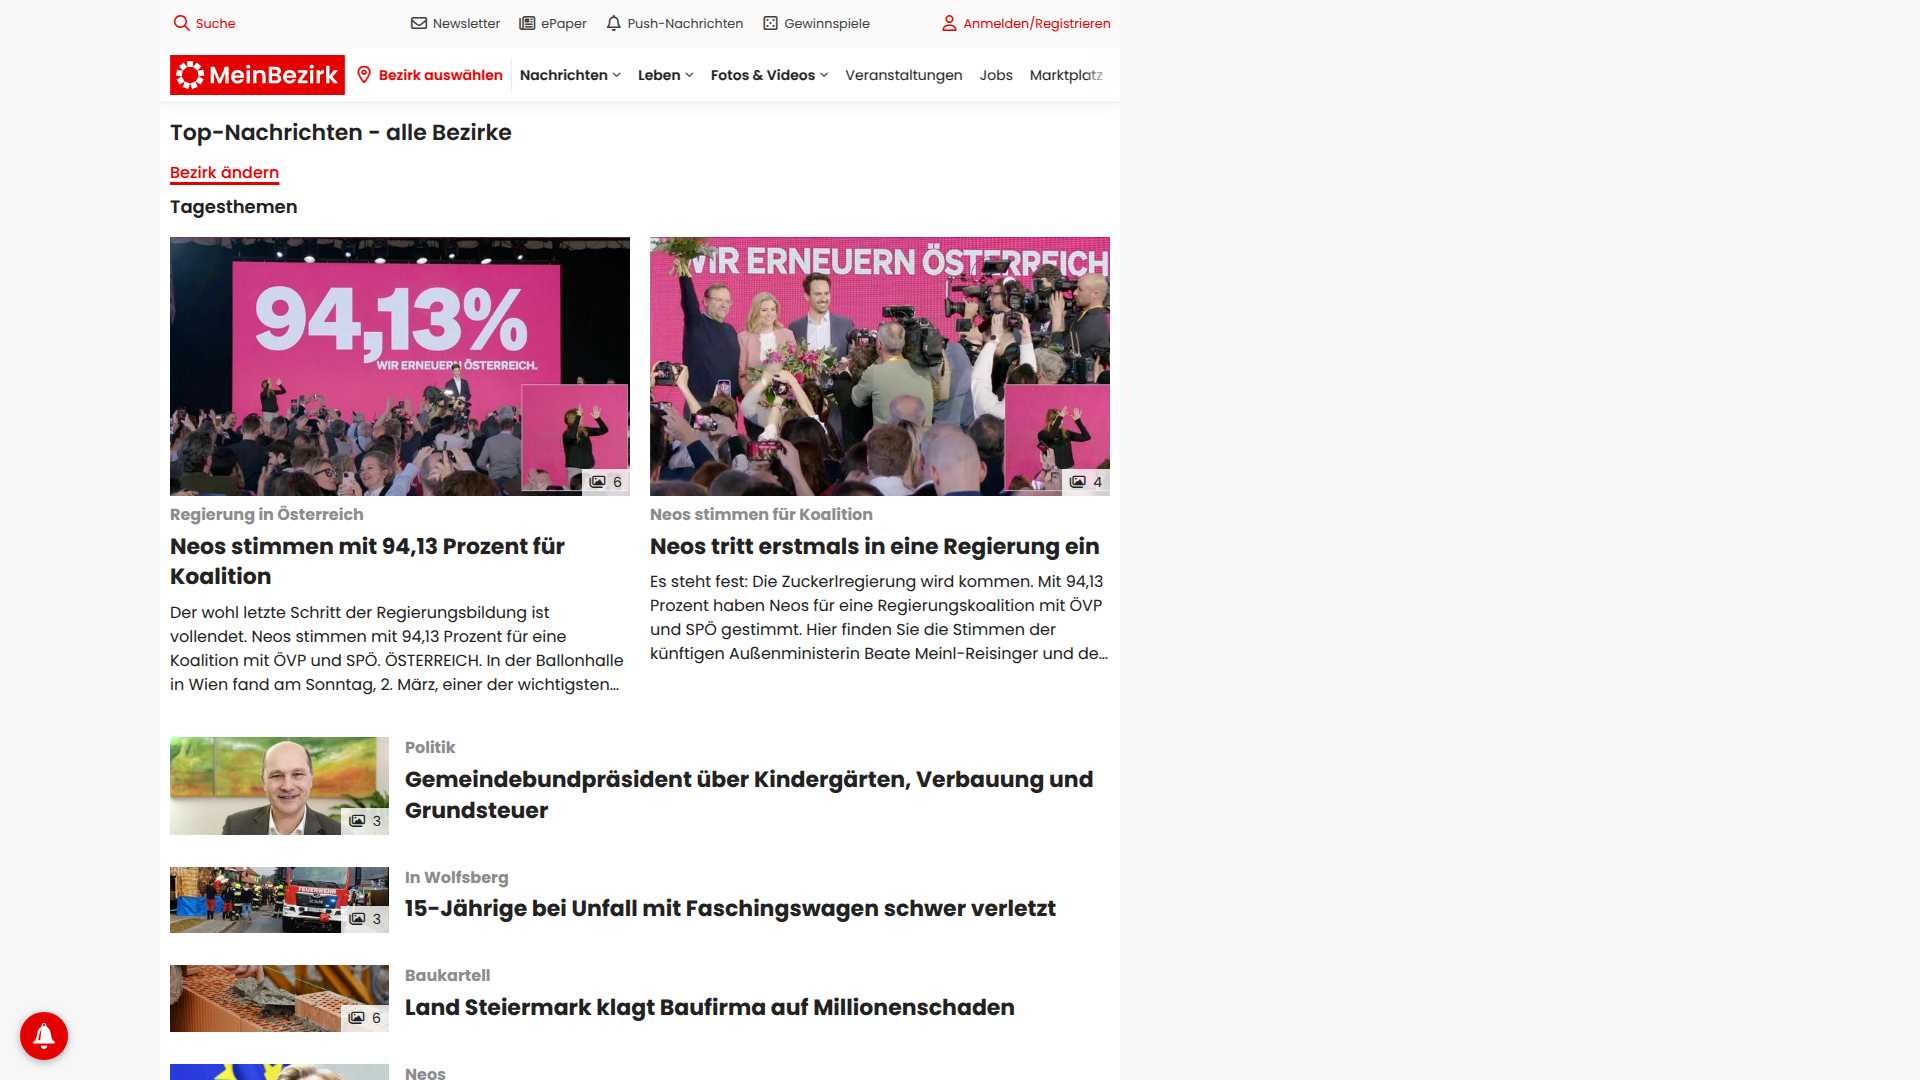 Suche
Newsletter
ePaper
Push-Nachrichten
Gewinnspiele
Anmelden/Registrieren
MeinBezirk
Bezirk auswählen
Nachrichten
Leben
Fotos & Videos
Veranstaltungen
Jobs
Marktplatz
Top-Nachrichten - alle Bezirke
Bezirk ändern
Tagesthemen
94,13%
WIR ERNEUERN ÖSTERREICH.
6
Regierung in Österreich
Neos stimmen mit 94,13 Prozent für
Koalition
Der wohl letzte Schritt der Regierungsbildung ist
vollendet. Neos stimmen mit 94,13 Prozent für eine
Koalition mit ÖVP und SPÖ. ÖSTERREICH. In der Ballonhalle
in Wien fand am Sonntag, 2. März, einer der wichtigsten...
WIR ERNEUERN ÖSTERREICH
4
Neos stimmen für Koalition
Neos tritt erstmals in eine Regierung ein
Es steht fest: Die Zuckerlregierung wird kommen. Mit 94,13
Prozent haben Neos für eine Regierungskoalition mit ÖVP
und SPÖ gestimmt. Hier finden Sie die Stimmen der
künftigen Außenministerin Beate Meinl-Reisinger und de...
3
Politik
Gemeindebundpräsident über Kindergärten, Verbauung und
Grundsteuer
FEUERWEHR
3
In Wolfsberg
15-Jährige bei Unfall mit Faschingswagen schwer verletzt
6
Baukartell
Land Steiermark klagt Baufirma auf Millionenschaden
Neos